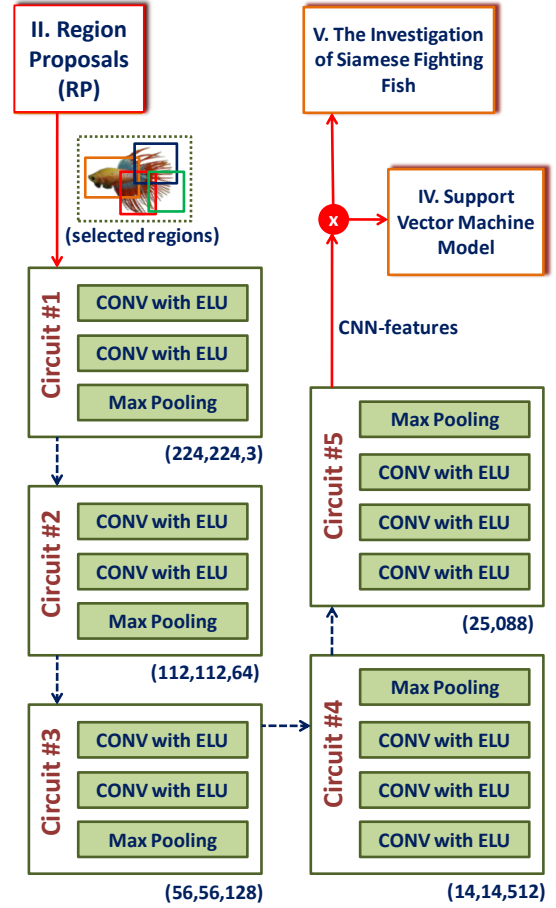 II. Region
Proposals
(RP)
(selected regions)
Circuit #1
CONV with ELU
CONV with ELU
Max Pooling
(224,224,3)
Circuit #2
CONV with ELU
CONV with ELU
Max Pooling
(112,112,64)
Circuit #3
CONV with ELU
CONV with ELU
Max Pooling
(56,56,128)
Circuit #4
Max Pooling
CONV with ELU
CONV with ELU
CONV with ELU
(14,14,512)
Circuit #5
Max Pooling
CONV with ELU
CONV with ELU
CONV with ELU
(25,088)
CNN-features
x
IV. Support
Vector Machine
Model
V. The Investigation
of Siamese Fighting
Fish